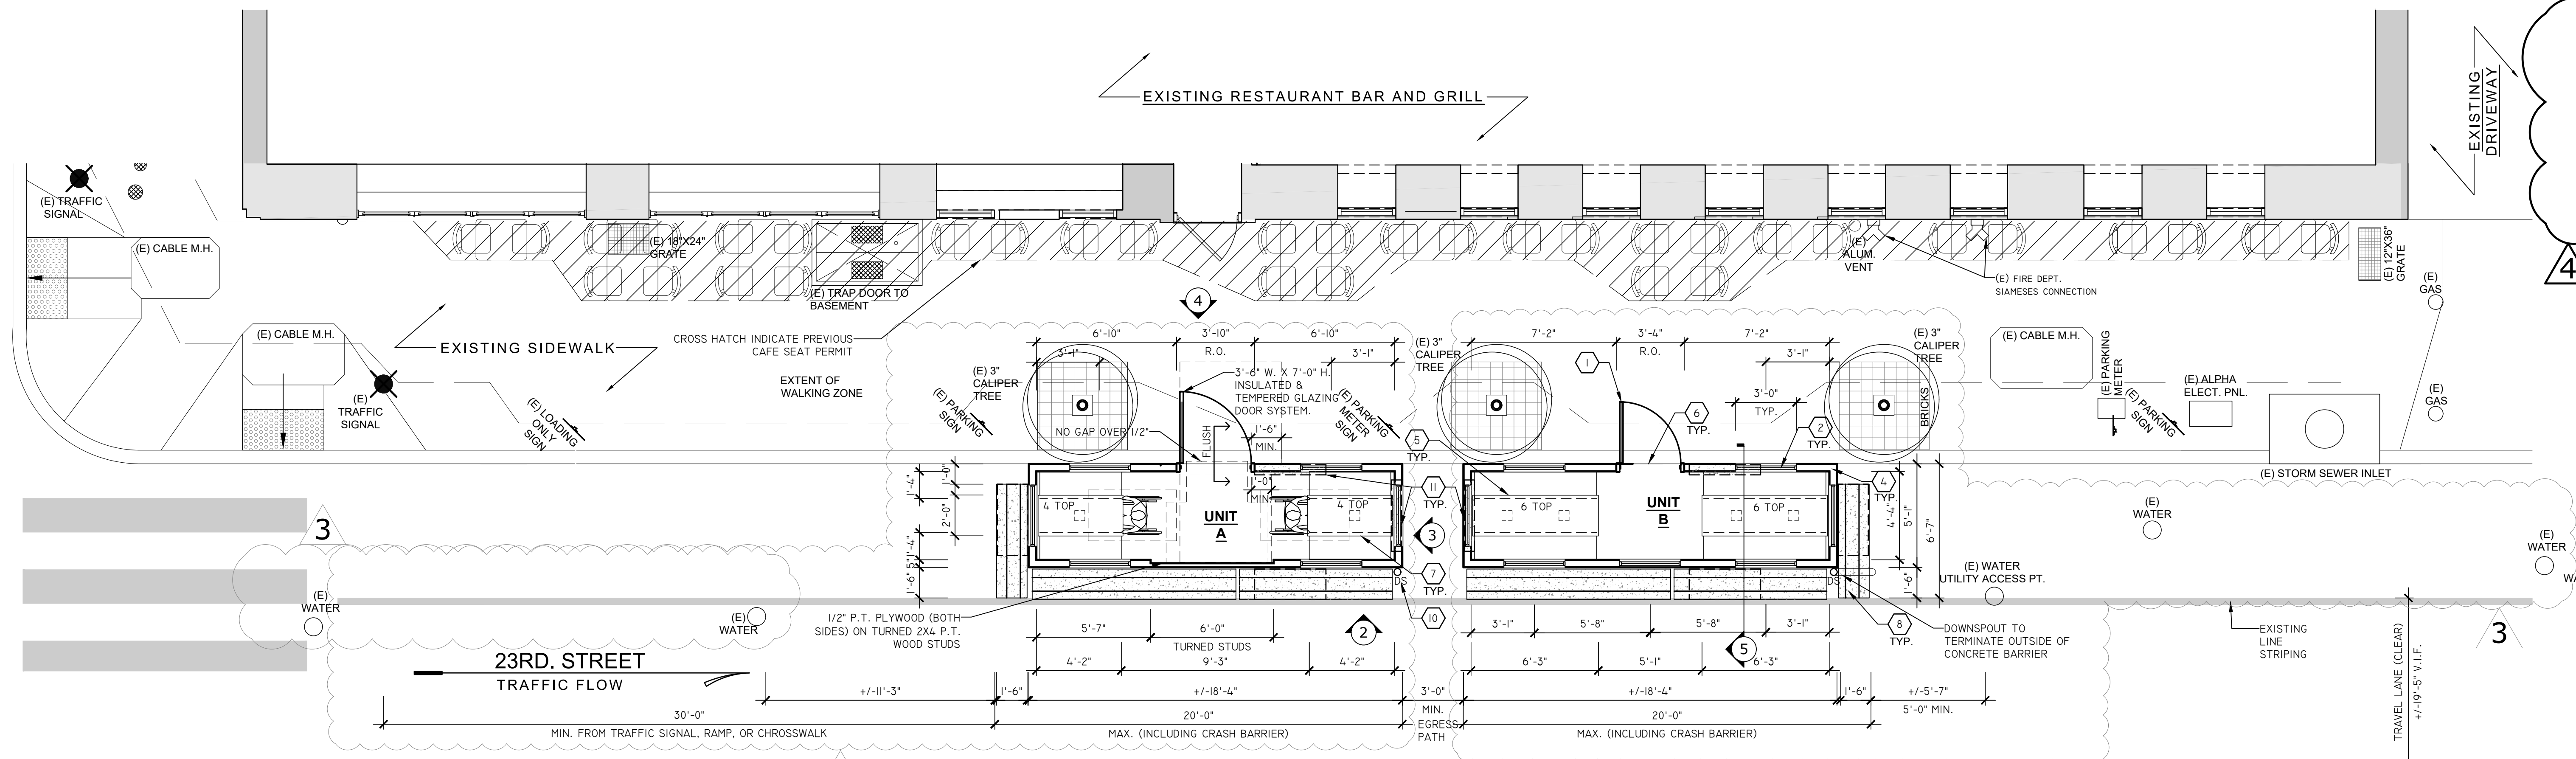 EXISTING RESTAURANT BAR AND GRILL
EXISTING
DRIVEWAY
4
(E) TRAFFIC
SIGNAL
(E) CABLE M.H.
(E) 18"X24"
GRATE
(E) TRAP DOOR TO
BASEMENT
(E)
ALUM.
VENT
(E) FIRE DEPT.
SIAMESES CONNECTION
(E) 12"X36"
GRATE
(E)
GAS
(E) CABLE M.H.
EXISTING SIDEWALK
CROSS HATCH INDICATE PREVIOUS
CAFE SEAT PERMIT
4
6'-10"
3'-10"
6'-10"
R.O.
3'-1"
3'-1"
(E) 3"
CALIPER
TREE
7'-2"
3'-4"
7'-2"
R.O.
3'-1"
(E) 3"
CALIPER
TREE
(E) CABLE M.H.
(E) PARKING
METER
(E) PARKING
SIGN
(E) ALPHA
ELECT. PNL.
(E)
GAS
(E)
TRAFFIC
SIGNAL
(E) LOADING
ONLY
SIGN
EXTENT OF
WALKING ZONE
(E) 3"
CALIPER
TREE
(E) PARKING
SIGN
3'-6" W. X 7'-0" H.
INSULATED &
TEMPERED GLAZING
DOOR SYSTEM.
(E) PARKING
METER
SIGN
1
3'-0"
TYP.
6
TYP.
2
TYP.
BRICKS
NO GAP OVER 1/2"
FLUSH
1'-6"
MIN.
5
TYP.
(E) STORM SEWER INLET
1'-4"
1'-0"
2'-0"
1'-4"
5"
1'-6"
4 TOP
UNIT
A
1'-0"
MIN.
4 TOP
11
TYP.
3
7
TYP.
DS
10
6 TOP
UNIT
B
6 TOP
4
TYP.
4'-4"
5'-1"
6'-7"
1'-6"
DS
(E)
WATER
(E) WATER
UTILITY ACCESS PT.
(E)
WATER
3
(E)
WATER
(E)
WATER
1/2" P.T. PLYWOOD (BOTH
SIDES) ON TURNED 2X4 P.T.
WOOD STUDS
5'-7"
6'-0"
TURNED STUDS
2
4'-2"
9'-3"
4'-2"
3'-1"
5'-8"
5'-8"
3'-1"
5
6'-3"
5'-1"
6'-3"
8
TYP.
DOWNSPOUT TO
TERMINATE OUTSIDE OF
CONCRETE BARRIER
EXISTING
LINE
STRIPING
3
TRAVEL LANE (CLEAR)
+/-19'-5" V.I.F.
23RD. STREET
TRAFFIC FLOW
+/-11'-3"
1'-6"
+/-18'-4"
3'-0"
MIN.
EGRESS
PATH
+/-18'-4"
1'-6"
+/-5'-7"
5'-0" MIN.
30'-0"
MIN. FROM TRAFFIC SIGNAL, RAMP, OR CHROSSWALK
20'-0"
MAX. (INCLUDING CRASH BARRIER)
20'-0"
MAX. (INCLUDING CRASH BARRIER)